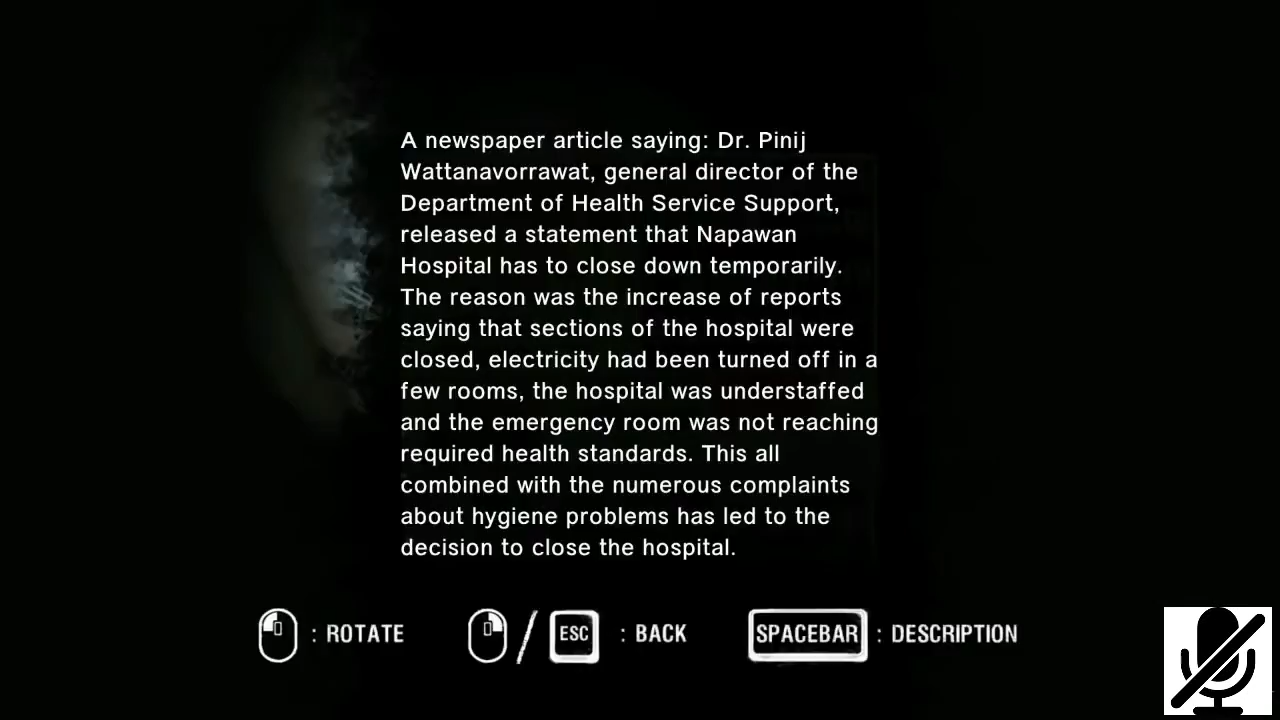 A newspaper article saying: Dr. Pinij
Wattanavorrawat, general director of the
Department of Health Service Support,
released a statement that Napawan
Hospital has to close down temporarily.
The reason was the increase of reports
saying that sections of the hospital were
closed, electricity had been turned off in a
few rooms, the hospital was understaffed
and the emergency room was not reaching
required health standards. This all
combined with the numerous complaints
about hygiene problems has led to the
decision to close the hospital.
: ROTATE / ESC : BACK SPACEBAR : DESCRIPTION